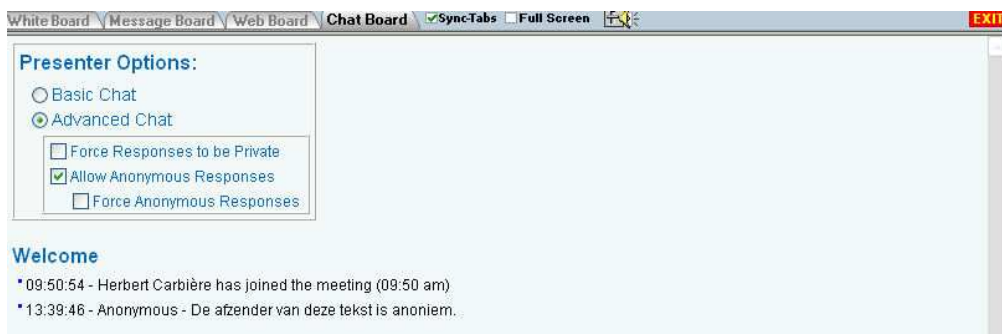 White Board Message Board Web Board Chat Board Sync-Tabs Full Screen EXIT
Presenter Options:
Basic Chat
Advanced Chat
Force Responses to be Private
Allow Anonymous Responses
Force Anonymous Responses
Welcome
09:50:54 - Herbert Carbière has joined the meeting (09:50 am)
13:39:46 - Anonymous - De afzender van deze tekst is anoniem.